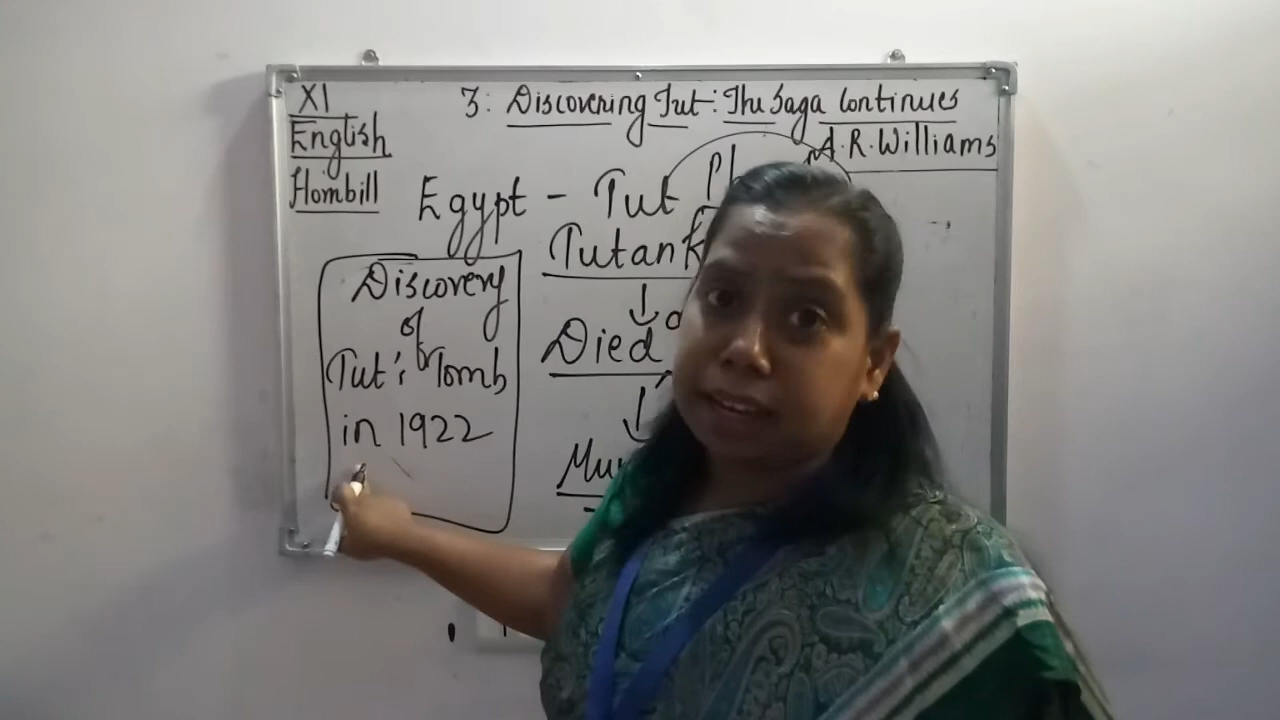 XI
English
Hornbill
3: Discovering Tut: The Saga Continues
A.R.Williams
Egypt - Tut
Died
Discovery
of
Tut's Tomb
in 1922